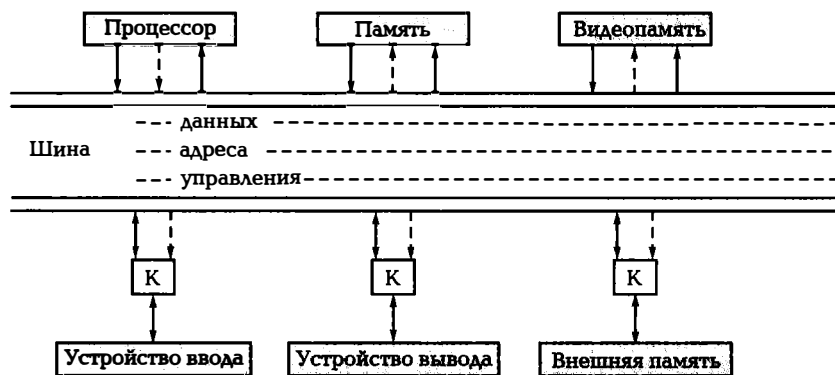 Процессор
Память
Видеопамять
данных
Шина
адреса
управления
К
К
К
Устройство ввода
Устройство вывода
Внешняя память